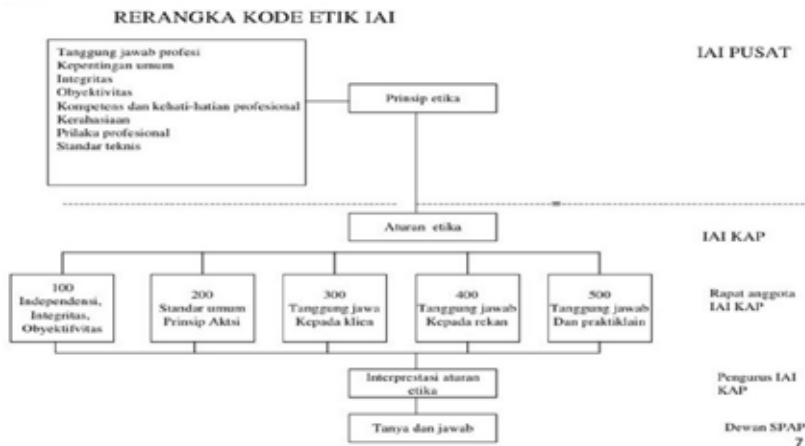 RERANGKA KODE ETIK IAI
IAI PUSAT
Tanggung jawab profesi
Kepentingan umum
Integritas
Obyektivitas
Kompetens dan kehati-hatian profesional
Kerahasiaan
Prilaku profesional
Standar teknis
Prinsip etika
Aturan etika
IAI KAP
100
Independensi,
Integritas,
Obyektifvitas
200
Standar umum
Prinsip Aktsi
300
Tanggung jawa
Kepada klien
400
Tanggung jawab
Kepada rekan
500
Tanggung jawab
Dan praktiklain
Rapat anggota
IAI KAP
Interprestasi aturan
etika
Pengurus IAI
KAP
Tanya dan jawab
Dewan SPAP
7